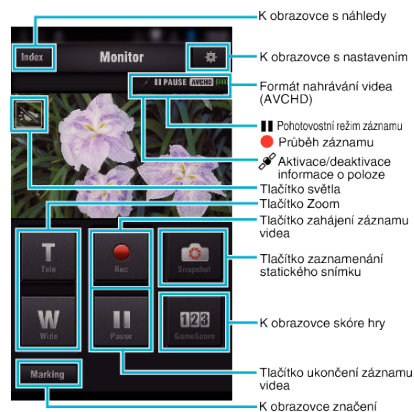 K obrazovce s náhledy
Index
Monitor
K obrazovce s nastavením
PAUSE AVCHD
Formát nahrávání videa
(AVCHD)
Pohotovostní režim záznamu
Průběh záznamu
Aktivace/deaktivace
informace o poloze
Tlačítko světla
Tlačítko Zoom
Tlačítko zahájení záznamu
videa
T
Tele
Rec
Snapshot
Tlačítko zaznamenání
statického snímku
W
Wide
Pause
123
GameScore
K obrazovce skóre hry
Marking
Tlačítko ukončení záznamu
videa
K obrazovce značení